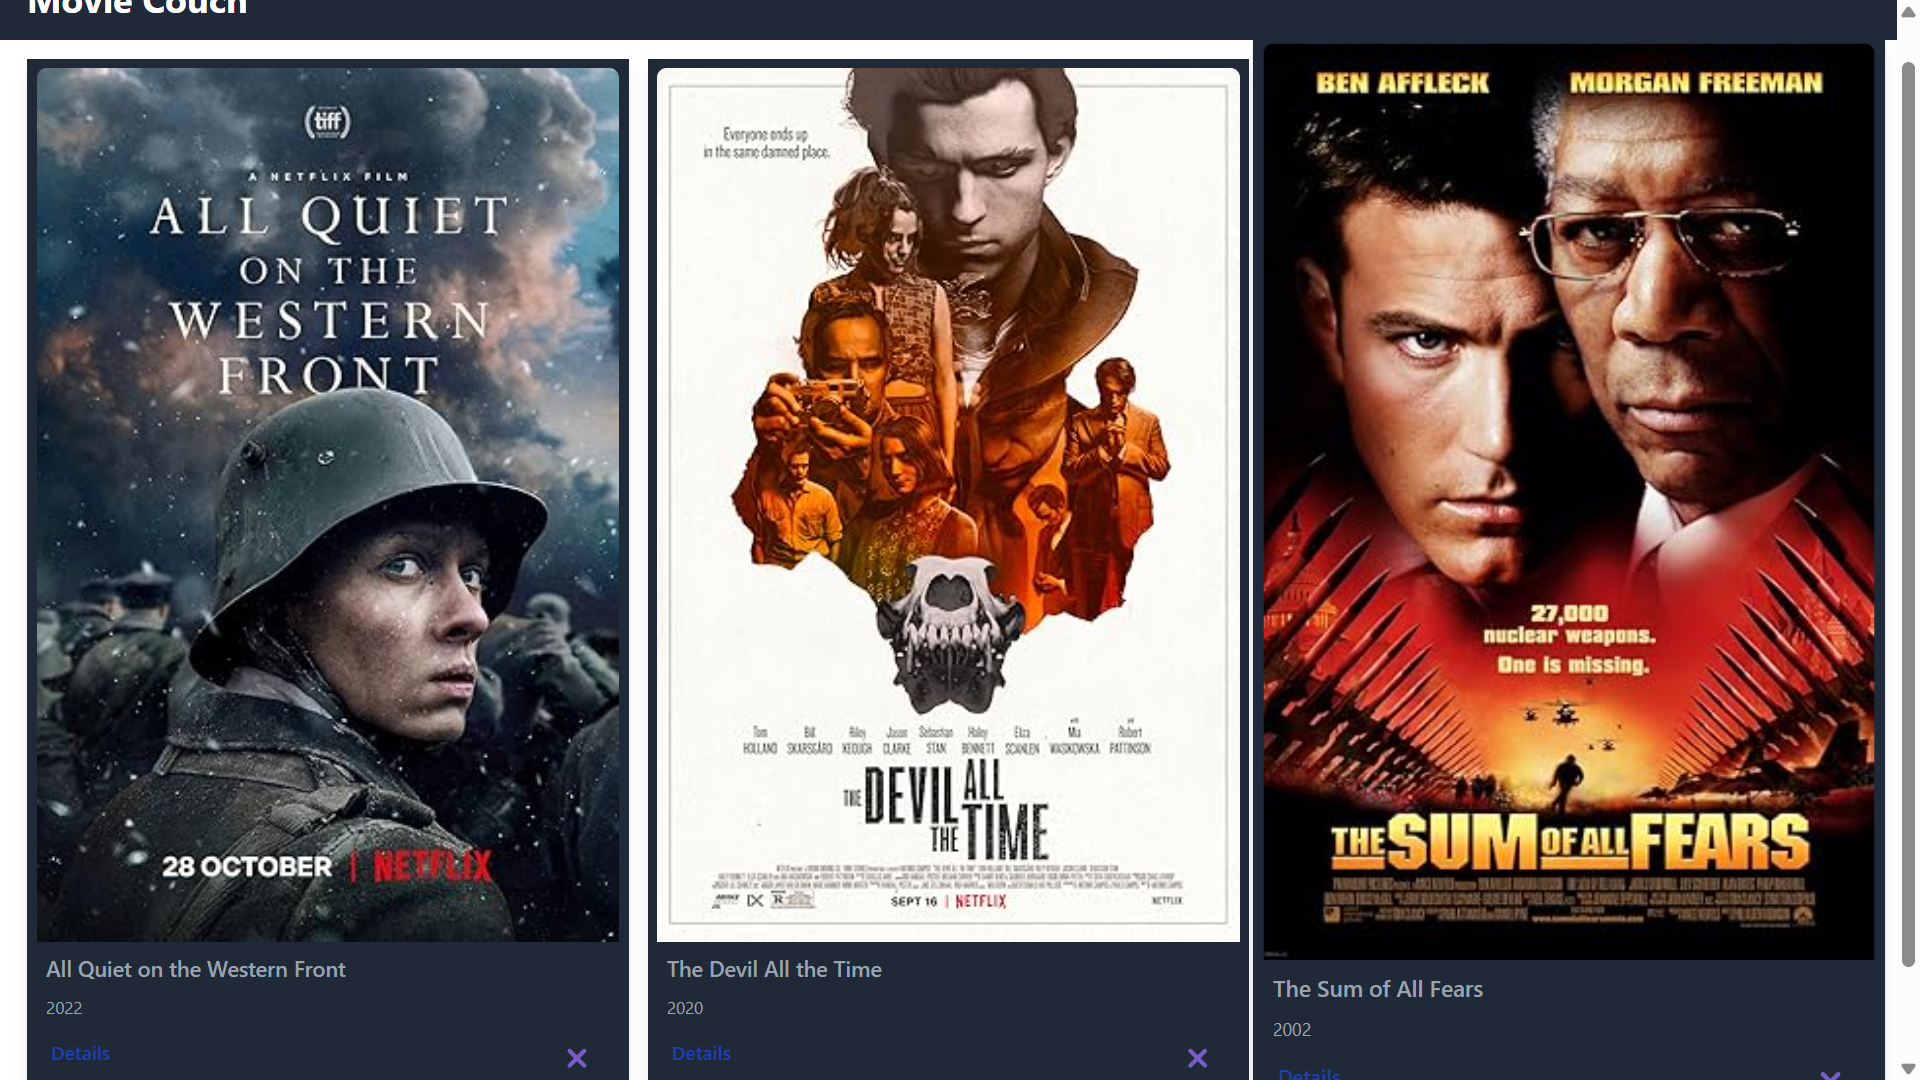 Movie Couch
tiff
A NETFLIX FILM
ALL QUIET
ON THE
WESTERN
FRONT
28 OCTOBER | NETFLIX
All Quiet on the Western Front
2022
Details
Everyone ends up
in the same damned place.
Tom HOLLAND Bill SKARSGÅRD Riley KEOUGH Jason CLARKE Sebastian STAN Haley BENNETT Eliza SCANLEN with Mia WASIKOWSKA and Robert PATTINSON
THE DEVIL ALL
THE TIME
R
SEPT 16 | NETFLIX
NETFLIX
The Devil All the Time
2020
Details
BEN AFFLECK MORGAN FREEMAN
27,000
nuclear weapons.
One is missing.
THE SUM OF ALL FEARS
The Sum of All Fears
2002
Details